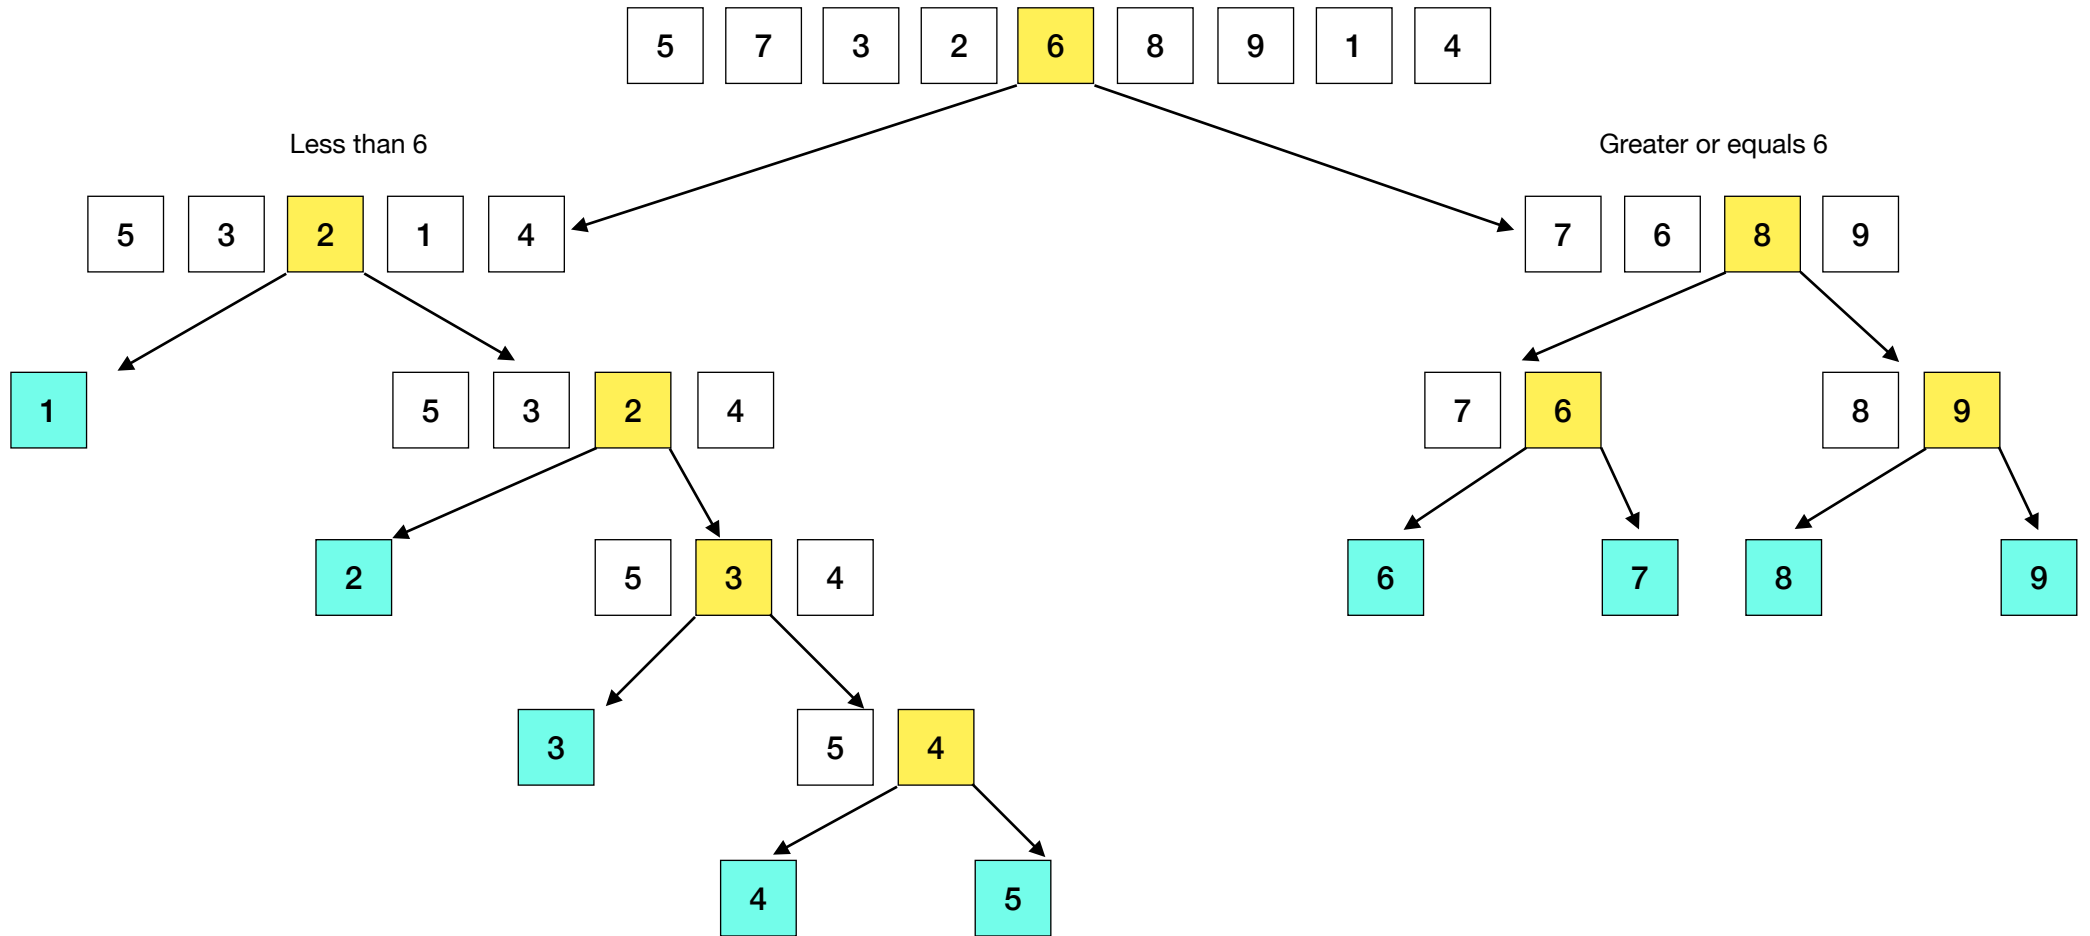 5 7 3 2 6 8 9 1 4
Less than 6 Greater or equals 6
5 3 2 1 4 7 6 8 9
1 5 3 2 4 7 6 8 9
2 5 3 4 6 7 8 9
3 5 4
4 5